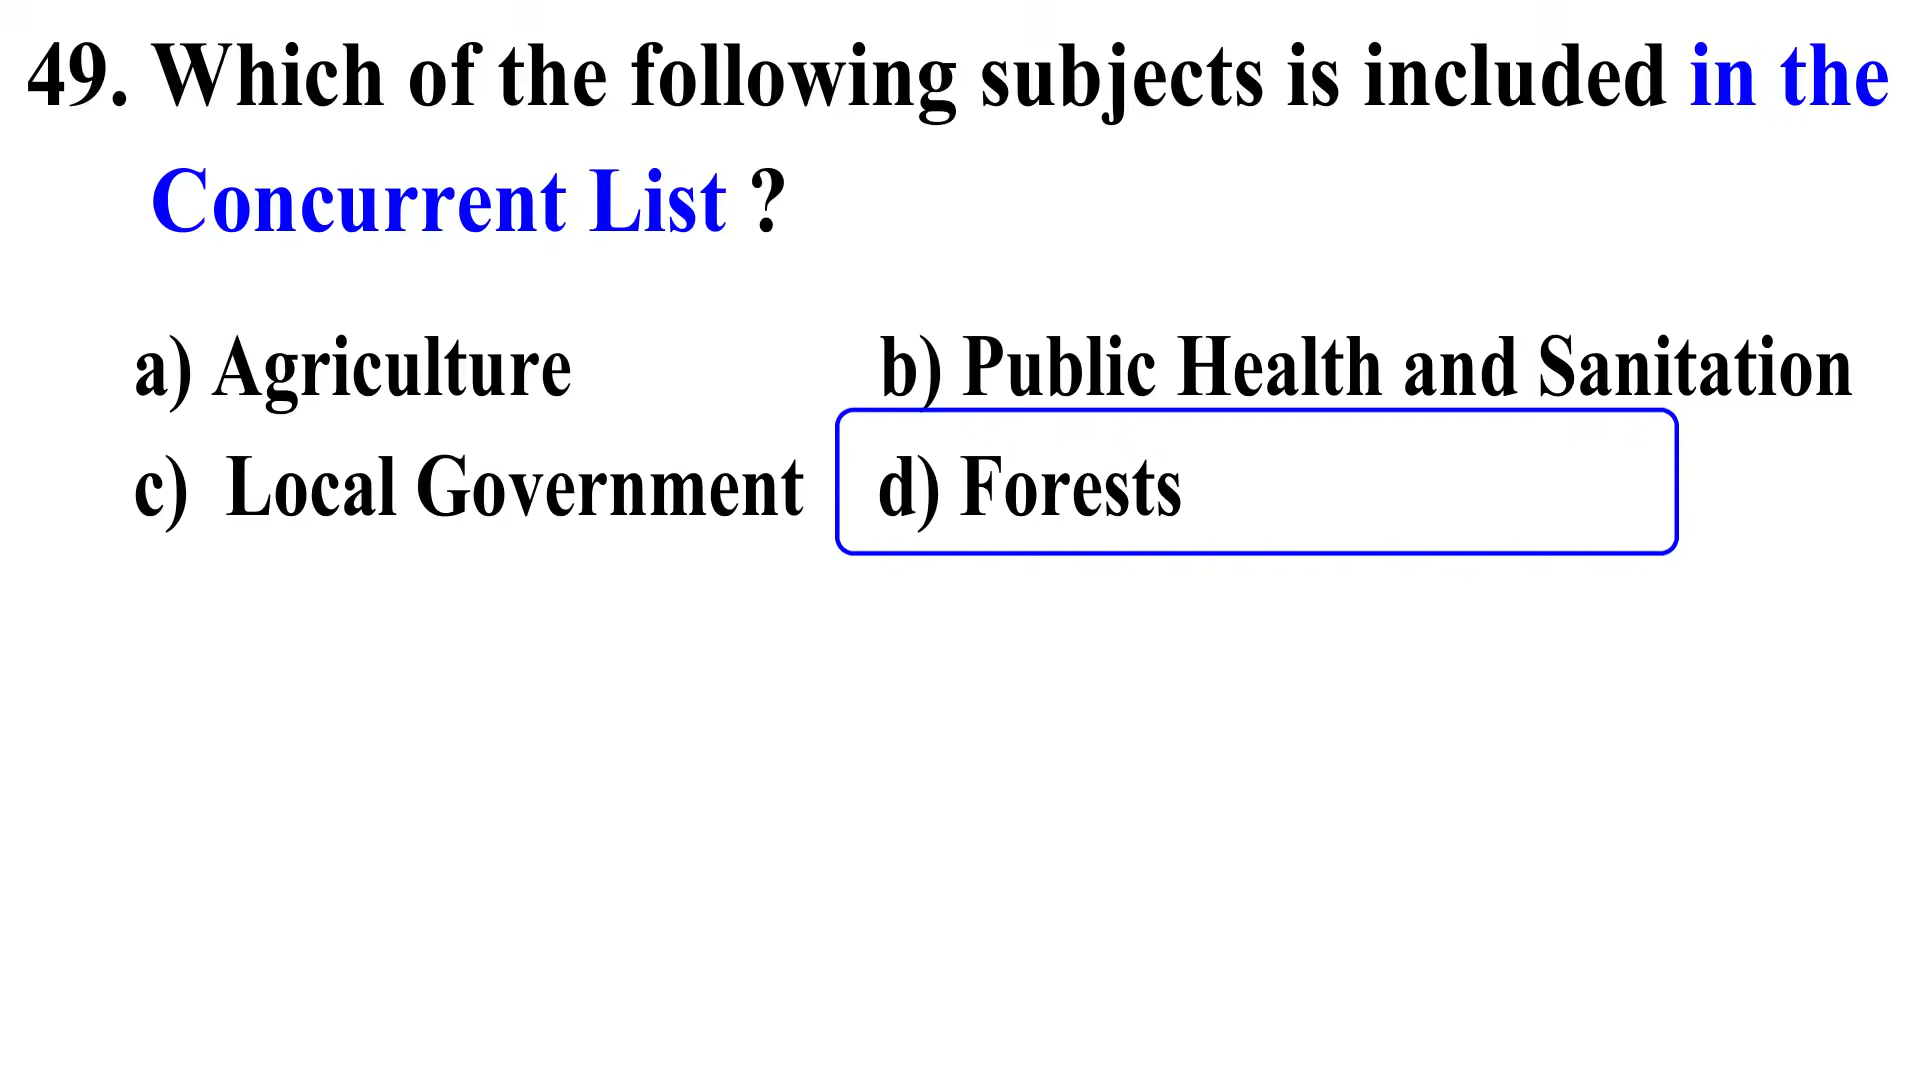 49. Which of the following subjects is included in the
Concurrent List ?
a) Agriculture b) Public Health and Sanitation
c) Local Government d) Forests